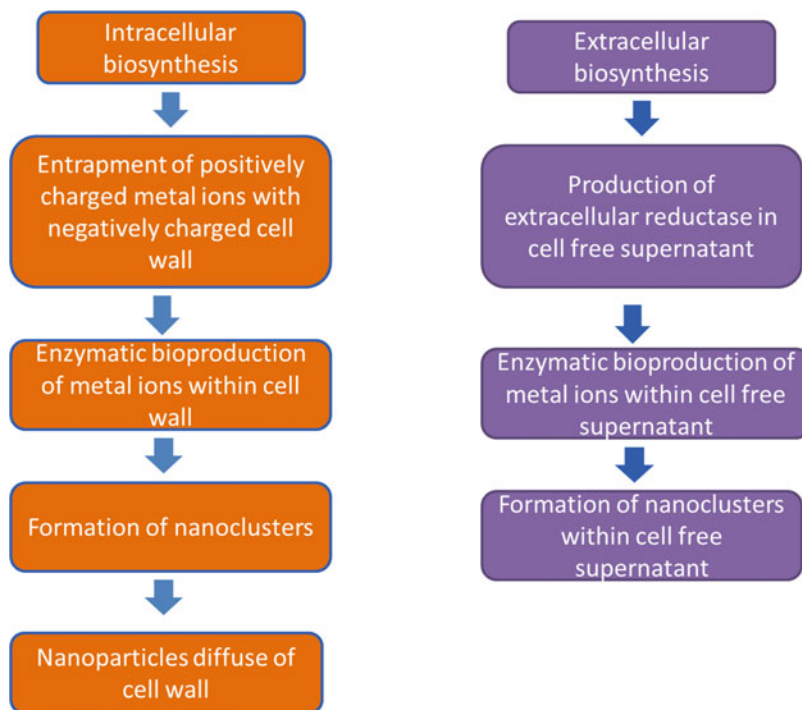 Intracellular
biosynthesis
Entrapment of positively
charged metal ions with
negatively charged cell
wall
Enzymatic bioproduction
of metal ions within cell
wall
Formation of nanoclusters
Nanoparticles diffuse of
cell wall
Extracellular
biosynthesis
Production of
extracellular reductase in
cell free supernatant
Enzymatic bioproduction of
metal ions within cell free
supernatant
Formation of nanoclusters
within cell free
supernatant